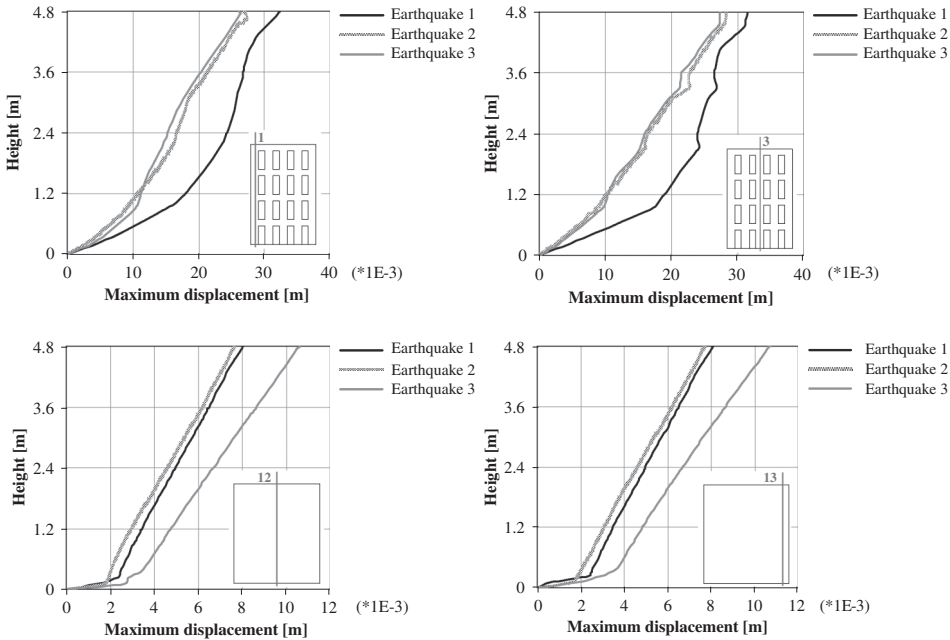 4.8
3.6
2.4
1.2
0
Height [m]
0 10 20 30 40 (*1E-3)
Maximum displacement [m]
Earthquake 1
Earthquake 2
Earthquake 3
1
4.8
3.6
2.4
1.2
0
Height [m]
0 10 20 30 40 (*1E-3)
Maximum displacement [m]
Earthquake 1
Earthquake 2
Earthquake 3
3
4.8
3.6
2.4
1.2
0
Height [m]
0 2 4 6 8 10 12 (*1E-3)
Maximum displacement [m]
Earthquake 1
Earthquake 2
Earthquake 3
12
4.8
3.6
2.4
1.2
0
Height [m]
0 2 4 6 8 10 12 (*1E-3)
Maximum displacement [m]
Earthquake 1
Earthquake 2
Earthquake 3
13